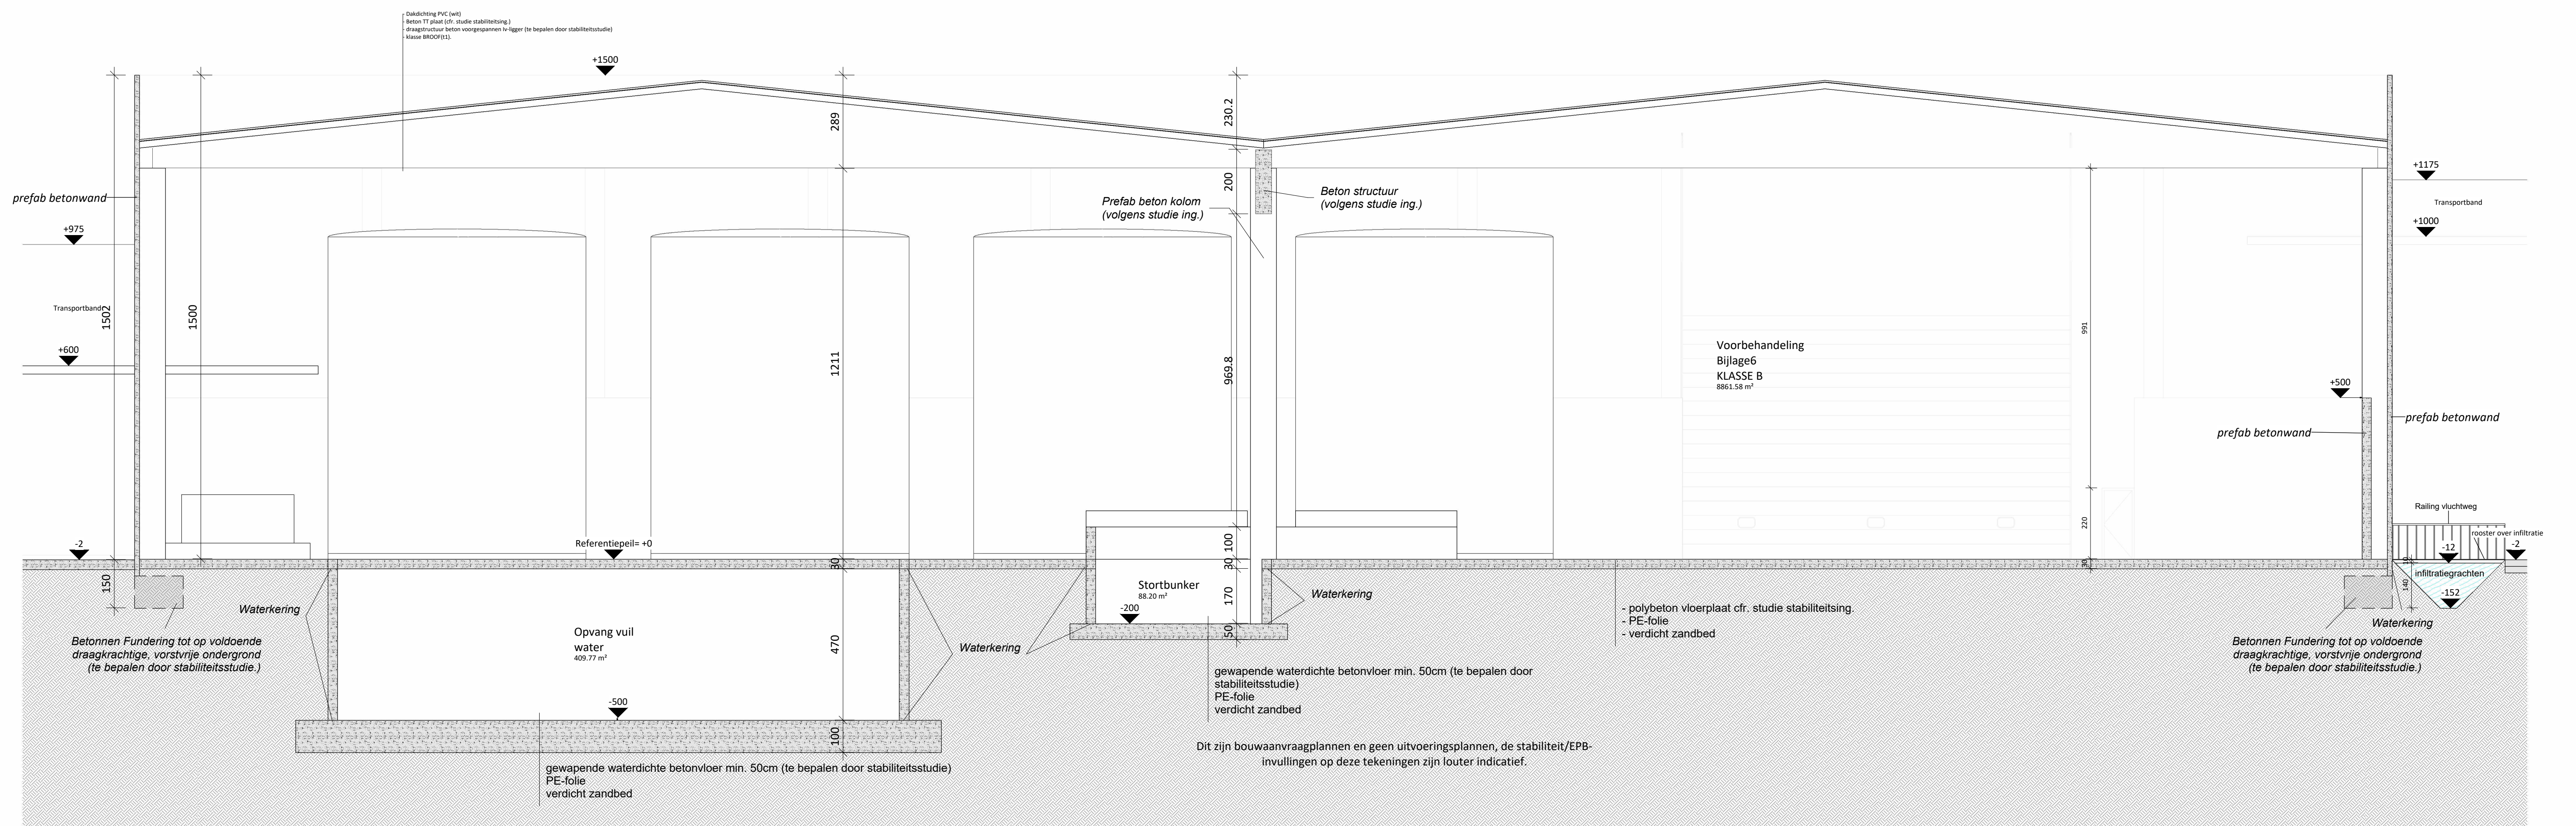 - Dakdichting PVC (wit)
- Beton TT plaat (cfr. studie stabiliteitsing.)
- draagstructuur beton voorgespannen Iv-ligger (te bepalen door stabiliteitsstudie)
- klasse BROOF(t1).
+1500
289
230.2
200
1211
969.8
1502
1500
prefab betonwand
+975
Transportband
+600
Prefab beton kolom
(volgens studie ing.)
Beton structuur
(volgens studie ing.)
+1175
Transportband
+1000
991
Voorbehandeling
Bijlage6
KLASSE B
8861.58 m²
+500
prefab betonwand
prefab betonwand
220
Railing vluchtweg
rooster over infiltratie
-12
-2
10
infiltratiegrachten
140
-152
-2
Referentiepeil= +0
150
30
100
30
170
50
30
Stortbunker
88.20 m²
-200
Waterkering
Waterkering
Waterkering
Waterkering
Betonnen Fundering tot op voldoende
draagkrachtige, vorstvrije ondergrond
(te bepalen door stabiliteitsstudie.)
Opvang vuil
water
409.77 m²
470
-500
100
- polybeton vloerplaat cfr. studie stabiliteitsing.
- PE-folie
- verdicht zandbed
Betonnen Fundering tot op voldoende
draagkrachtige, vorstvrije ondergrond
(te bepalen door stabiliteitsstudie.)
gewapende waterdichte betonvloer min. 50cm (te bepalen door
stabiliteitsstudie)
PE-folie
verdicht zandbed
gewapende waterdichte betonvloer min. 50cm (te bepalen door stabiliteitsstudie)
PE-folie
verdicht zandbed
Dit zijn bouwaanvraagplannen en geen uitvoeringsplannen, de stabiliteit/EPB-
invullingen op deze tekeningen zijn louter indicatief.